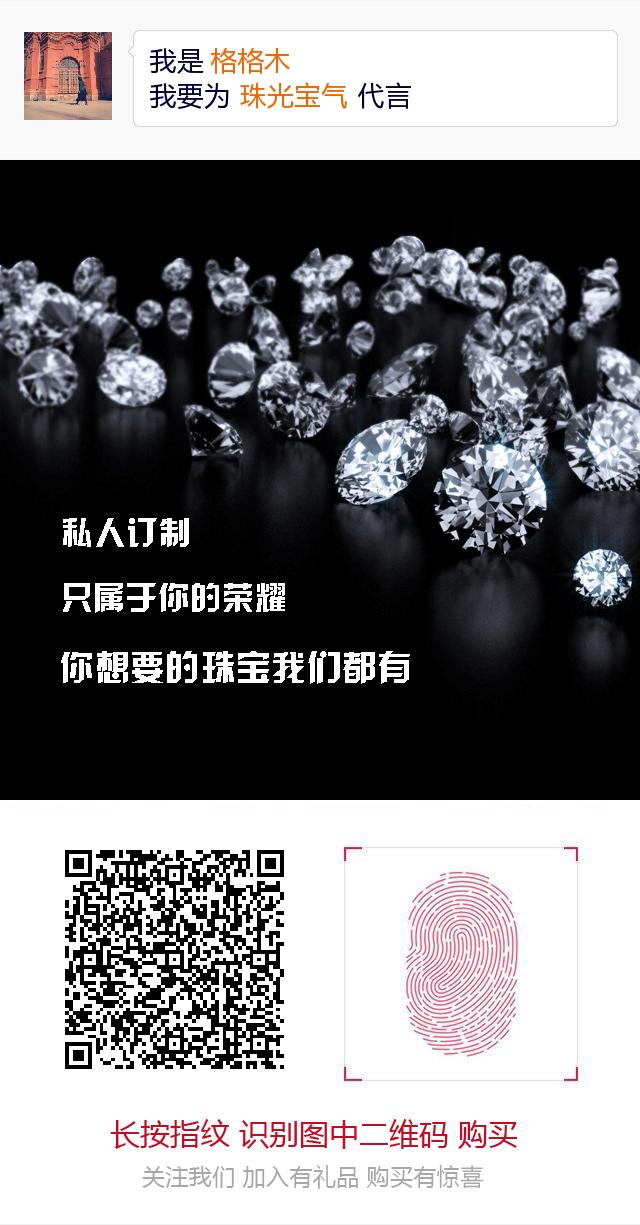 我是 格格木
我要为 珠光宝气 代言
私人订制
只属于你的荣耀
你想要的珠宝我们都有
长按指纹 识别图中二维码 购买
关注我们 加入有礼品 购买有惊喜